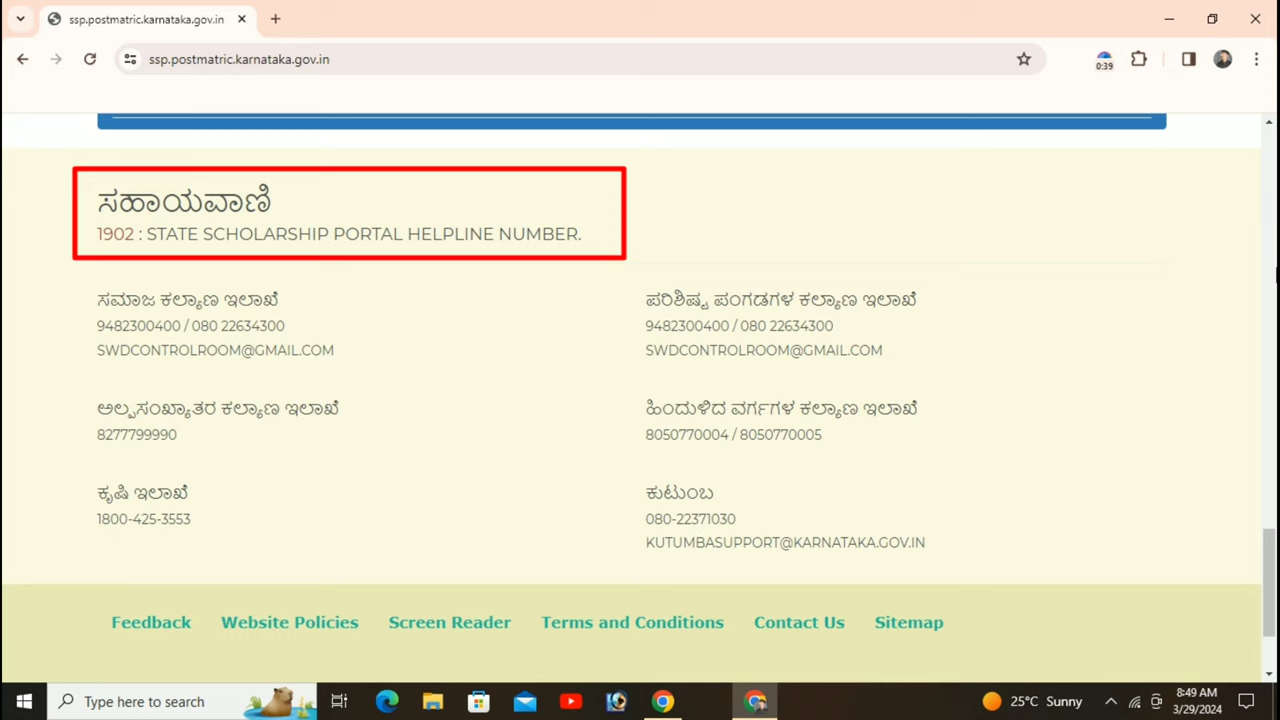 ssp.postmatric.karnataka.gov.in
ssp.postmatric.karnataka.gov.in
0:39
ಸಹಾಯವಾಣಿ
1902 : STATE SCHOLARSHIP PORTAL HELPLINE NUMBER.
ಸಮಾಜ ಕಲ್ಯಾಣ ಇಲಾಖೆ
9482300400 / 080 22634300
SWDCONTROLROOM@GMAIL.COM
ಪರಿಶಿಷ್ಟ ಪಂಗಡಗಳ ಕಲ್ಯಾಣ ಇಲಾಖೆ
9482300400 / 080 22634300
SWDCONTROLROOM@GMAIL.COM
ಅಲ್ಪಸಂಖ್ಯಾತರ ಕಲ್ಯಾಣ ಇಲಾಖೆ
8277799990
ಹಿಂದುಳಿದ ವರ್ಗಗಳ ಕಲ್ಯಾಣ ಇಲಾಖೆ
8050770004 / 8050770005
ಕೃಷಿ ಇಲಾಖೆ
1800-425-3553
ಕುಟುಂಬ
080-22371030
KUTUMBASUPPORT@KARNATAKA.GOV.IN
Feedback Website Policies Screen Reader Terms and Conditions Contact Us Sitemap
Type here to search
25°C Sunny
8:49 AM
3/29/2024